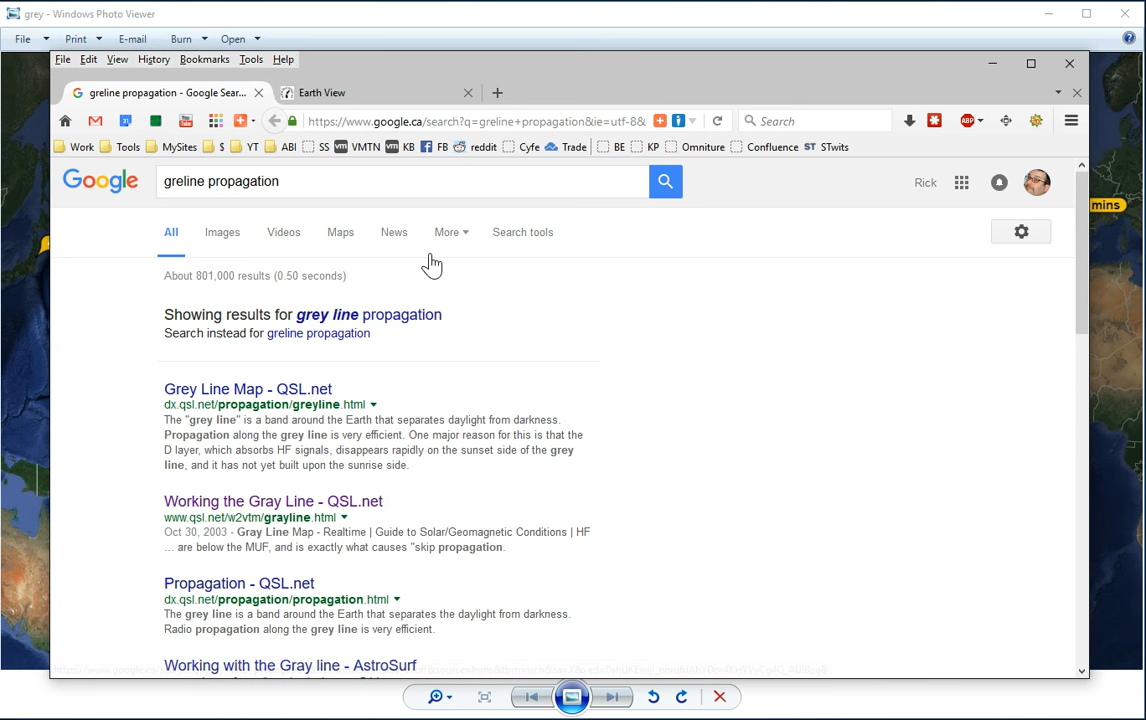 grey - Windows Photo Viewer
File Print E-mail Burn Open
File Edit View History Bookmarks Tools Help
greline propagation - Google Sear... Earth View
https://www.google.ca/search?q=greline+propagation&ie=utf-8& Search
Work Tools MySites $ YT ABI SS VMTN KB FB reddit Cyfe Trade BE KP Omniture Confluence STwits
Google greline propagation Rick
mins
All Images Videos Maps News More Search tools
About 801,000 results (0.50 seconds)
Showing results for grey line propagation
Search instead for greline propagation
Grey Line Map - QSL.net
dx.qsl.net/propagation/greyline.html
The "grey line" is a band around the Earth that separates daylight from darkness.
Propagation along the grey line is very efficient. One major reason for this is that the
D layer, which absorbs HF signals, disappears rapidly on the sunset side of the grey
line, and it has not yet built upon the sunrise side.
Working the Gray Line - QSL.net
www.qsl.net/w2vtm/grayline.html
Oct 30, 2003 - Gray Line Map - Realtime | Guide to Solar/Geomagnetic Conditions | HF
... are below the MUF, and is exactly what causes "skip propagation.
Propagation - QSL.net
dx.qsl.net/propagation/propagation.html
The grey line is a band around the Earth that separates the daylight from darkness.
Radio propagation along the grey line is very efficient.
Working with the Gray line - AstroSurf